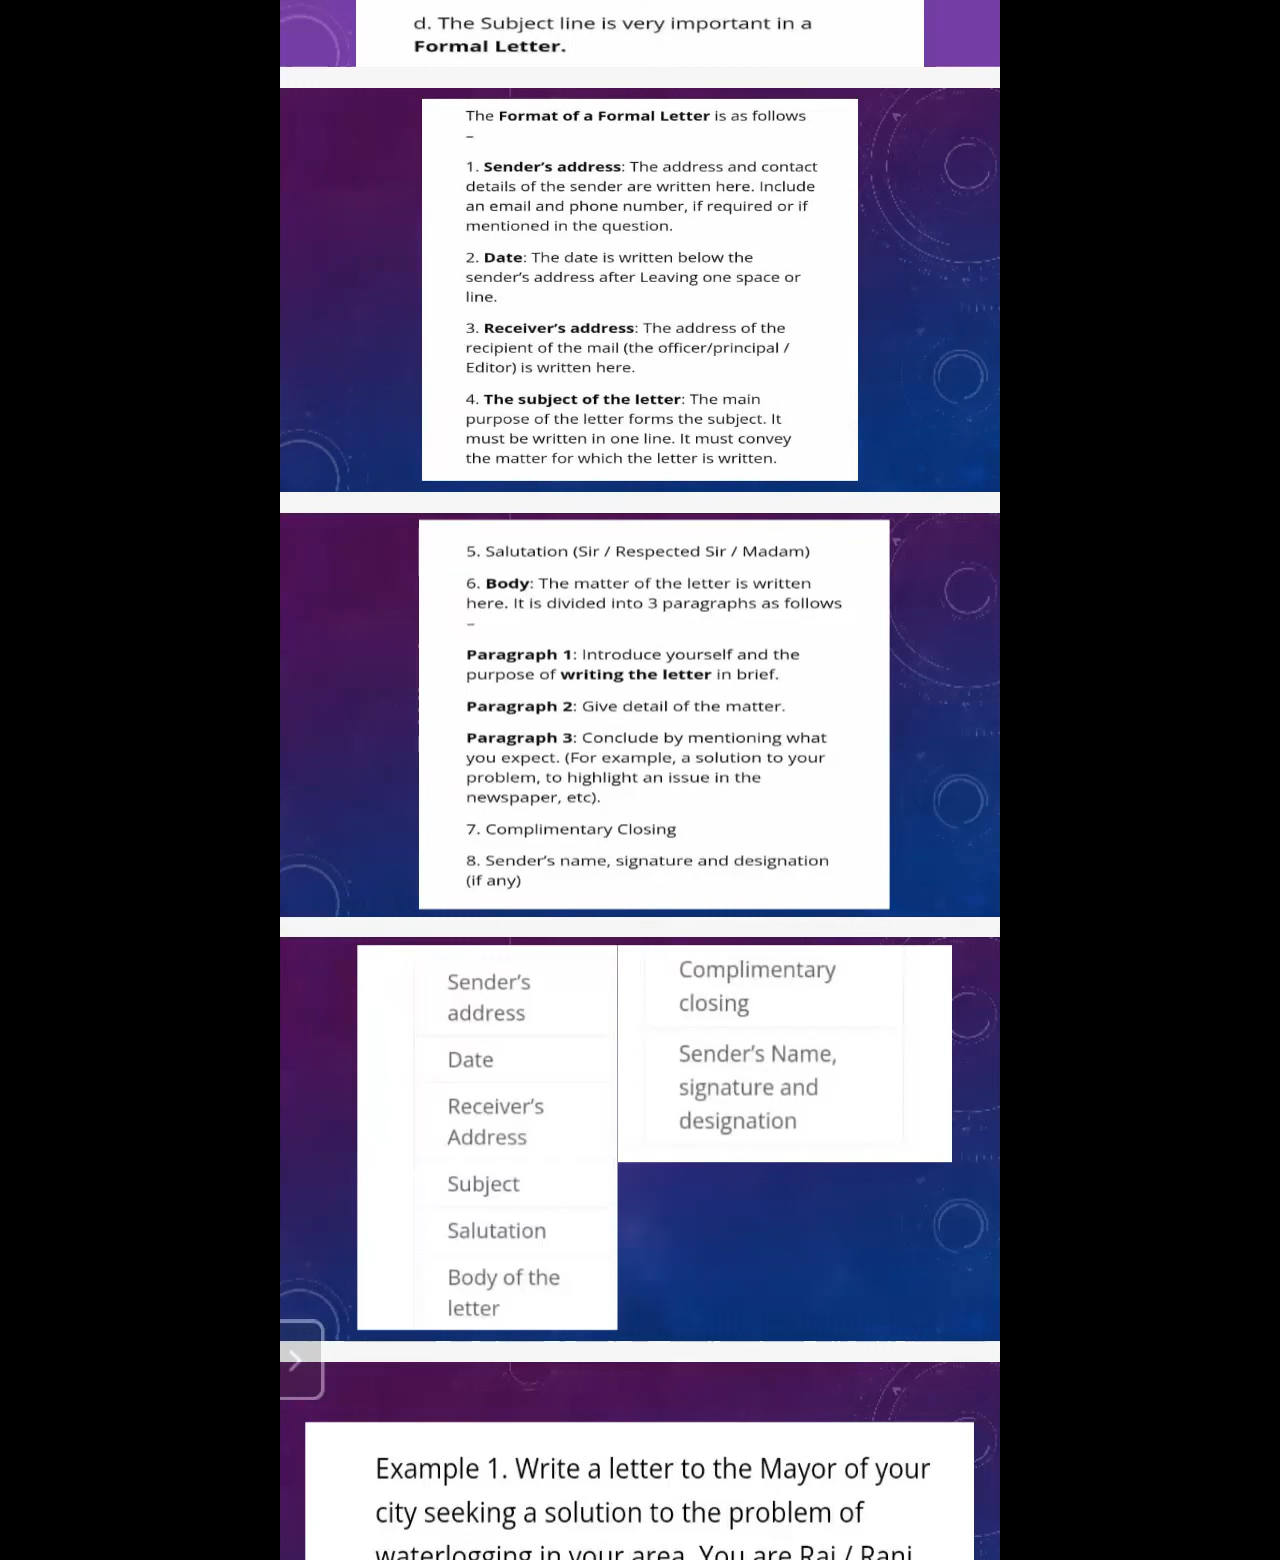 d. The Subject line is very important in a
Formal Letter.
The Format of a Formal Letter is as follows
–
1. Sender’s address: The address and contact
details of the sender are written here. Include
an email and phone number, if required or if
mentioned in the question.
2. Date: The date is written below the
sender’s address after Leaving one space or
line.
3. Receiver’s address: The address of the
recipient of the mail (the officer/principal /
Editor) is written here.
4. The subject of the letter: The main
purpose of the letter forms the subject. It
must be written in one line. It must convey
the matter for which the letter is written.
5. Salutation (Sir / Respected Sir / Madam)
6. Body: The matter of the letter is written
here. It is divided into 3 paragraphs as follows
–
Paragraph 1: Introduce yourself and the
purpose of writing the letter in brief.
Paragraph 2: Give detail of the matter.
Paragraph 3: Conclude by mentioning what
you expect. (For example, a solution to your
problem, to highlight an issue in the
newspaper, etc).
7. Complimentary Closing
8. Sender’s name, signature and designation
(if any)
Sender’s
address
Date
Receiver’s
Address
Subject
Salutation
Body of the
letter
Complimentary
closing
Sender’s Name,
signature and
designation
Example 1. Write a letter to the Mayor of your
city seeking a solution to the problem of
waterlogging in your area. You are Raj / Rani